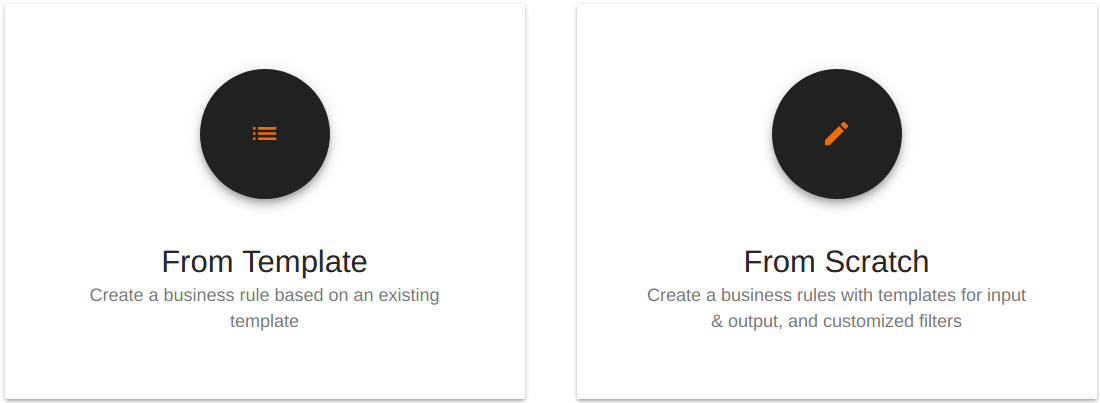 From Template
Create a business rule based on an existing
template
From Scratch
Create a business rules with templates for input
& output, and customized filters